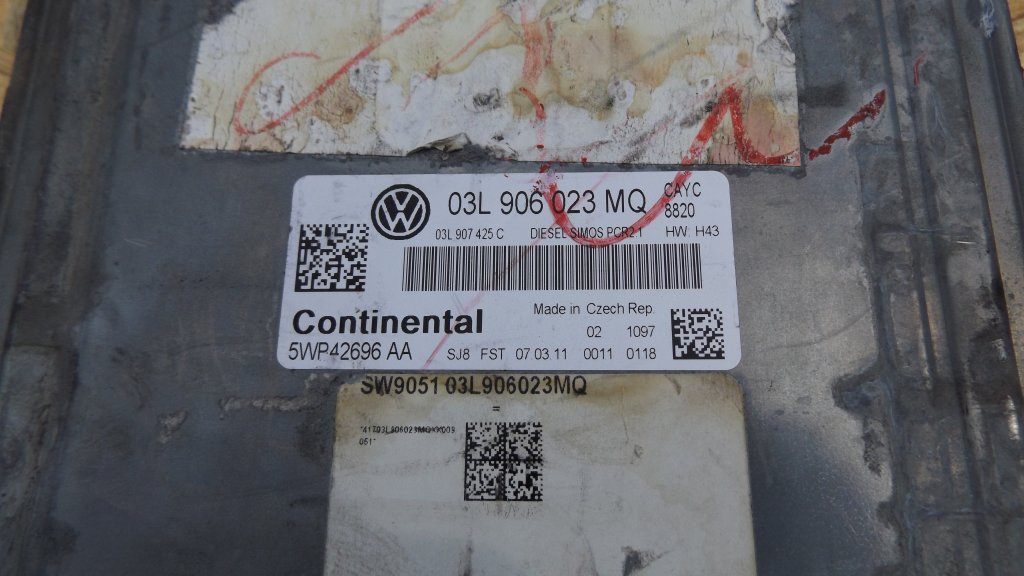 03L 906 023 MQ CAYC
8820
03L 907 425 C DIESEL SIMOS PCR2.1 HW: H43
Made in Czech Rep.
Continental 02 1097
5WP42696 AA SJ8 FST 07.03.11 0011 0118
SW9051 03L906023MQ
=
051*